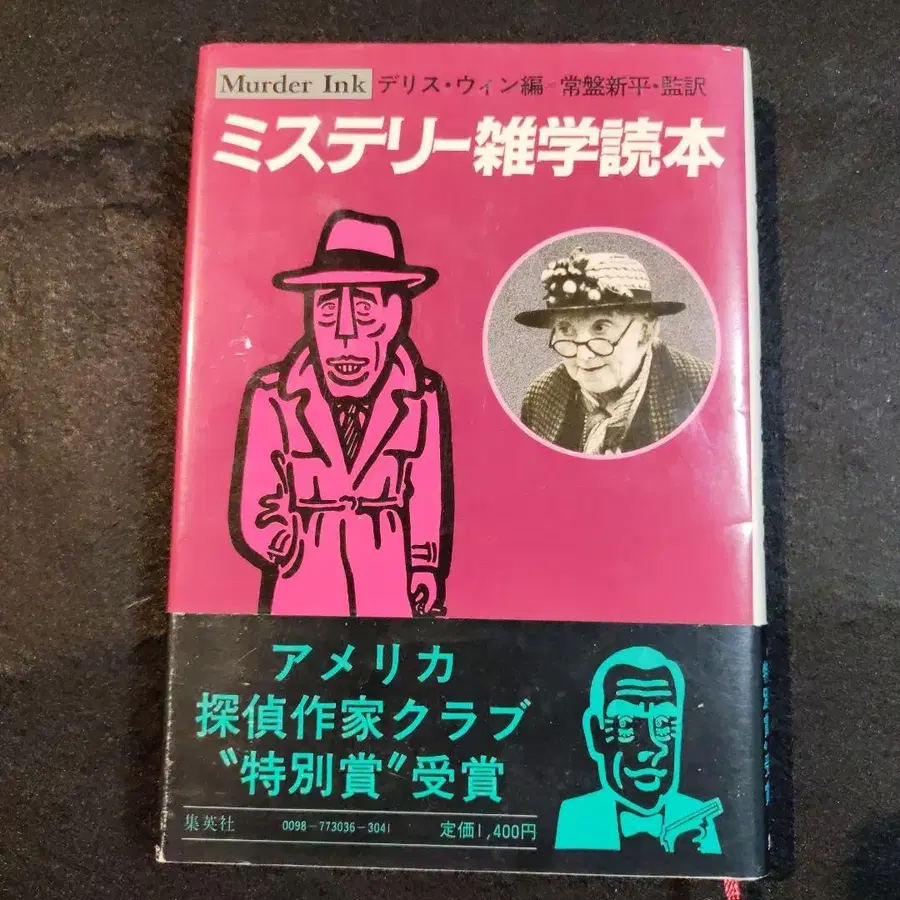 Murder Ink デリス・ウィン編=常盤新平・監訳
ミステリー雑学読本
アメリカ
探偵作家クラブ
“特別賞”受賞
集英社 0098-773036-3041 定価1,400円